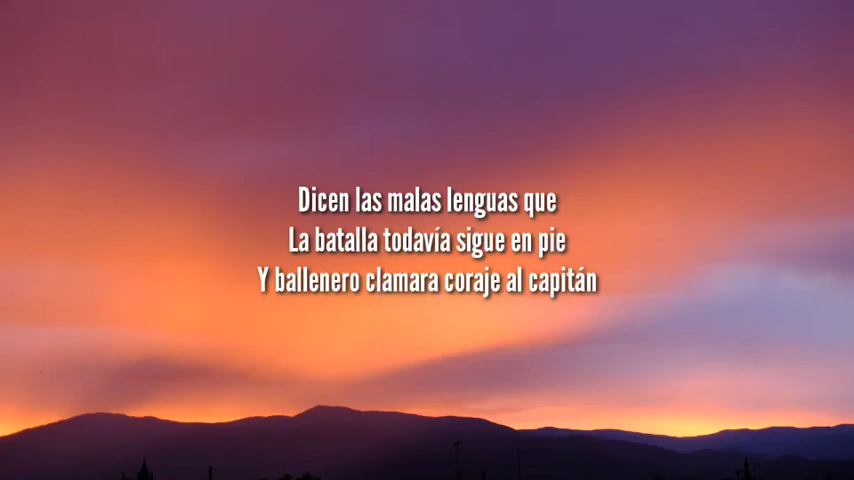 Dicen las malas lenguas que
La batalla todavía sigue en pie
Y ballenero clamara coraje al capitán